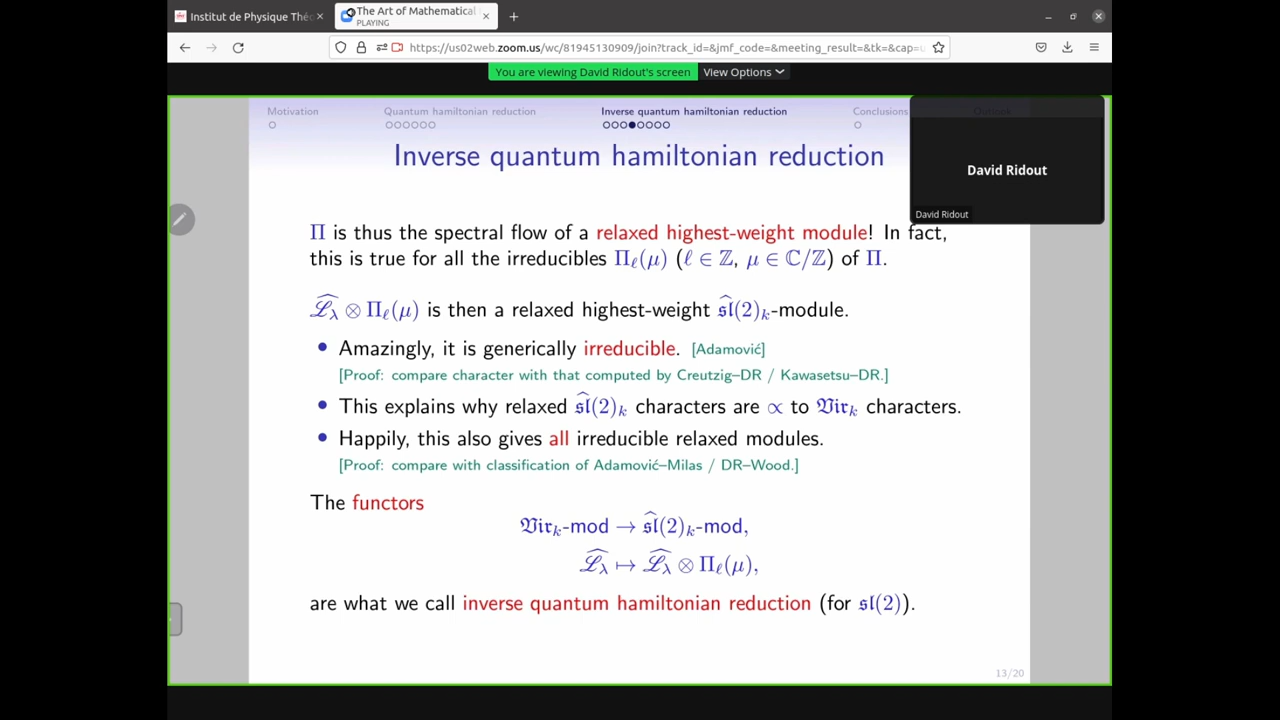 Institut de Physique Théo
The Art of Mathematical
PLAYING
https://us02web.zoom.us/wc/81945130909/join?track_id=&jmf_code=&meeting_result=&tk=&cap=u
You are viewing David Ridout's screen
View Options
Motivation
Quantum hamiltonian reduction
Inverse quantum hamiltonian reduction
Conclusions
Inverse quantum hamiltonian reduction
David Ridout
David Ridout
Π is thus the spectral flow of a relaxed highest-weight module! In fact,
this is true for all the irreducibles Π_ℓ(μ) (ℓ ∈ ℤ, μ ∈ ℂ/ℤ) of Π.
ℒ̂_λ ⊗ Π_ℓ(μ) is then a relaxed highest-weight 𝔰𝔩̂(2)_k-module.
• Amazingly, it is generically irreducible. [Adamović]
[Proof: compare character with that computed by Creutzig–DR / Kawasetsu–DR.]
• This explains why relaxed 𝔰𝔩̂(2)_k characters are ∝ to 𝔙𝔦𝔯_k characters.
• Happily, this also gives all irreducible relaxed modules.
[Proof: compare with classification of Adamović–Milas / DR–Wood.]
The functors
𝔙𝔦𝔯_k-mod → 𝔰𝔩̂(2)_k-mod,
ℒ̂_λ ↦ ℒ̂_λ ⊗ Π_ℓ(μ),
are what we call inverse quantum hamiltonian reduction (for 𝔰𝔩(2)).
13/20